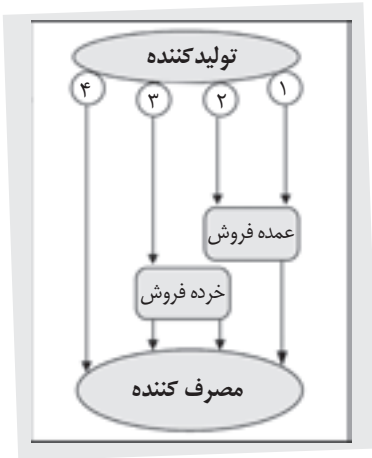 تولیدکننده
۱ ۲ ۳ ۴
عمده فروش
خرده فروش
مصرف کننده